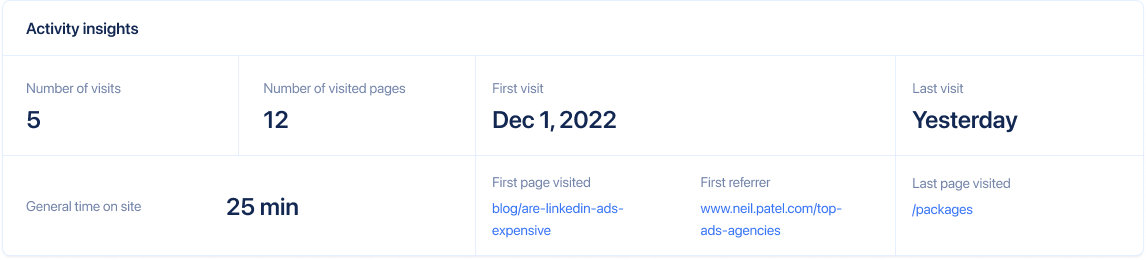 Activity insights
Number of visits
5
Number of visited pages
12
First visit
Dec 1, 2022
Last visit
Yesterday
General time on site
25 min
First page visited
blog/are-linkedin-ads-
expensive
First referrer
www.neil.patel.com/top-
ads-agencies
Last page visited
/packages